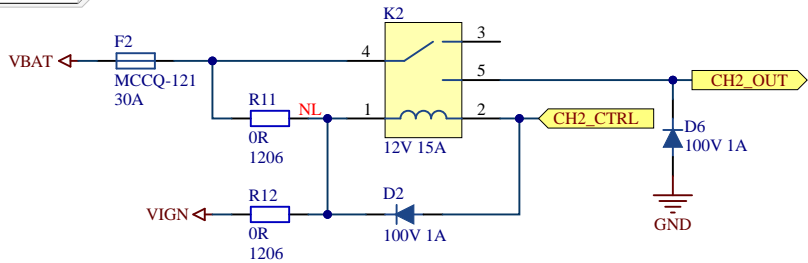 K2
F2
3
VBAT
4
MCCQ-121
5
CH2_OUT
30A
R11
NL
1
2
CH2_CTRL
D6
0R
12V 15A
100V 1A
1206
R12
D2
VIGN
GND
0R
100V 1A
1206